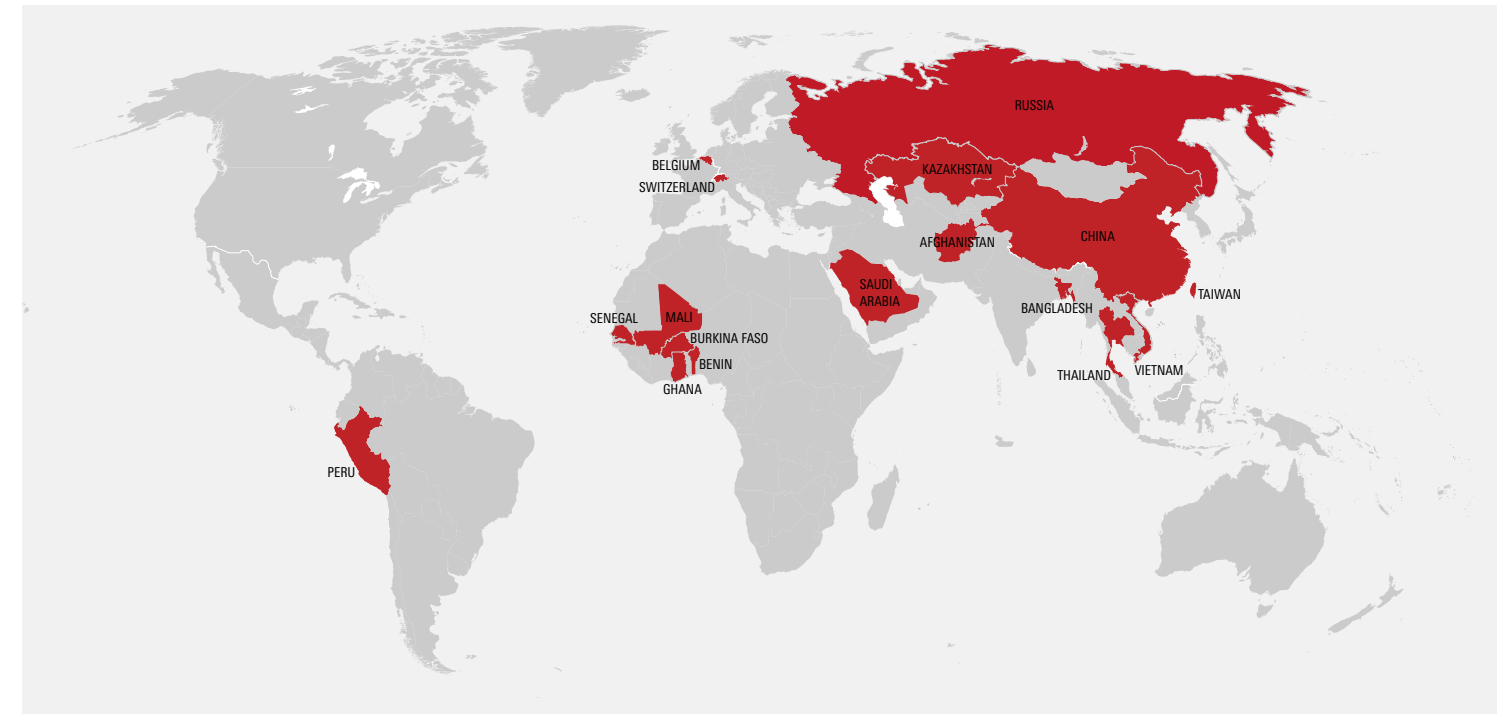 RUSSIA
BELGIUM
KAZAKHSTAN
SWITZERLAND
CHINA
AFGHANISTAN
SAUDI
ARABIA
TAIWAN
BANGLADESH
SENEGAL
MALI
BURKINA FASO
BENIN
VIETNAM
THAILAND
GHANA
PERU